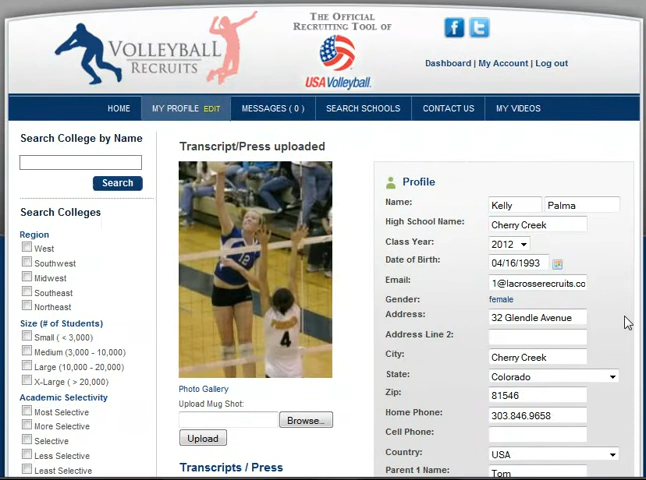 VOLLEYBALL
RECRUITS
THE OFFICIAL
RECRUITING TOOL OF
USAVolleyball.
Dashboard | My Account | Log out
HOME
MY PROFILE EDIT
MESSAGES ( 0 )
SEARCH SCHOOLS
CONTACT US
MY VIDEOS
Search College by Name
Search
Search Colleges
Region
West
Southwest
Midwest
Southeast
Northeast
Size (# of Students)
Small ( < 3,000)
Medium (3,000 - 10,000)
Large (10,000 - 20,000)
X-Large ( > 20,000)
Academic Selectivity
Most Selective
More Selective
Selective
Less Selective
Least Selective
Transcript/Press uploaded
12
4
Photo Gallery
Upload Mug Shot:
Browse...
Upload
Transcripts / Press
Profile
Name: Kelly Palma
High School Name: Cherry Creek
Class Year: 2012
Date of Birth: 04/16/1993
Email: 1@lacrosserecruits.co
Gender: female
Address: 32 Glendle Avenue
Address Line 2:
City: Cherry Creek
State: Colorado
Zip: 81546
Home Phone: 303.846.9658
Cell Phone:
Country: USA
Parent 1 Name: Tom